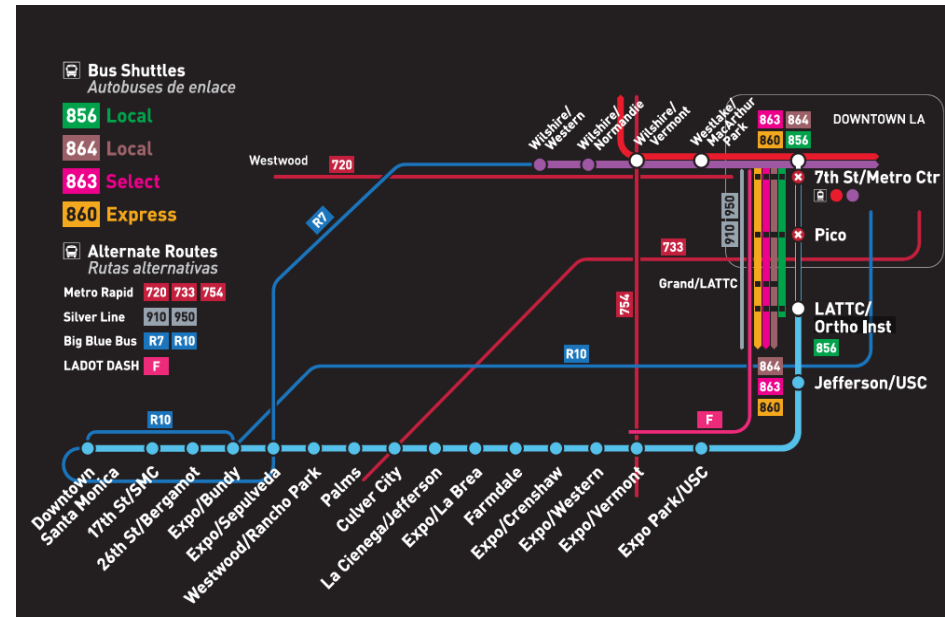 Bus Shuttles
Autobuses de enlace
856 Local
864 Local
863 Select
860 Express
Alternate Routes
Rutas alternativas
Metro Rapid 720 733 754
Silver Line 910 950
Big Blue Bus R7 R10
LADOT DASH F
Wilshire/
Western
Wilshire/
Normandie
Wilshire/
Vermont
Westlake/
MacArthur
Park
863 864
860 856
DOWNTOWN LA
Westwood
720
7th St/Metro Ctr
R7
910 950
733
Pico
Grand/LATTC
754
LATTC/
Ortho Inst
856
R10
864
863
860
Jefferson/USC
R10
F
Downtown
Santa Monica
17th St/SMC
26th St/Bergamot
Expo/Bundy
Expo/Sepulveda
Westwood/Rancho Park
Palms
Culver City
La Cienega/Jefferson
Expo/La Brea
Farmdale
Expo/Crenshaw
Expo/Western
Expo/Vermont
Expo Park/USC